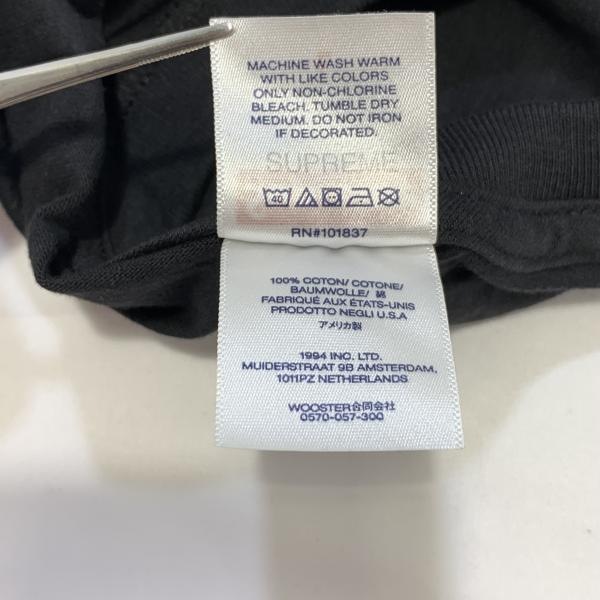 MACHINE WASH WARM
WITH LIKE COLORS
ONLY NON-CHLORINE
BLEACH. TUMBLE DRY
MEDIUM. DO NOT IRON
IF DECORATED.
SUPREME
40
RN#101837
100% COTON/ COTONE/
BAUMWOLLE/ 綿
FABRIQUÉ AUX ÉTATS-UNIS
PRODOTTO NEGLI U.S.A
アメリカ製
1994 INC. LTD.
MUIDERSTRAAT 9B AMSTERDAM,
1011PZ NETHERLANDS
WOOSTER合同会社
0570-057-300